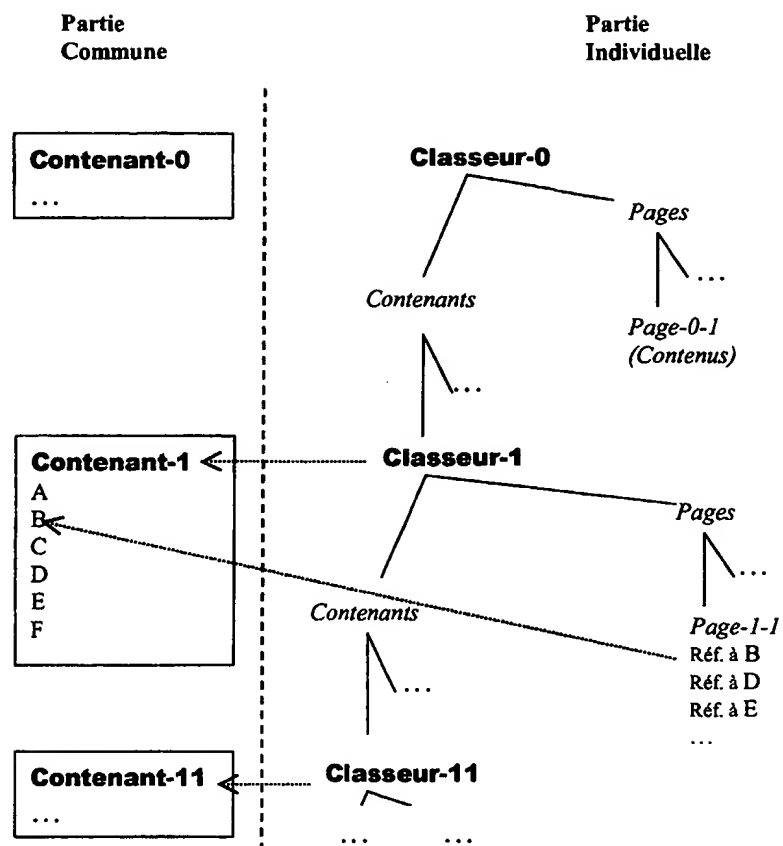 Partie
Commune
Partie
Individuelle
Contenant-0
...
Classeur-0
Pages
...
Contenants
Page-0-1
(Contenus)
...
Contenant-1
A
B
C
D
E
F
Classeur-1
Pages
...
Contenants
Page-1-1
Réf. à B
Réf. à D
Réf. à E
...
...
Contenant-11
...
Classeur-11
...
...